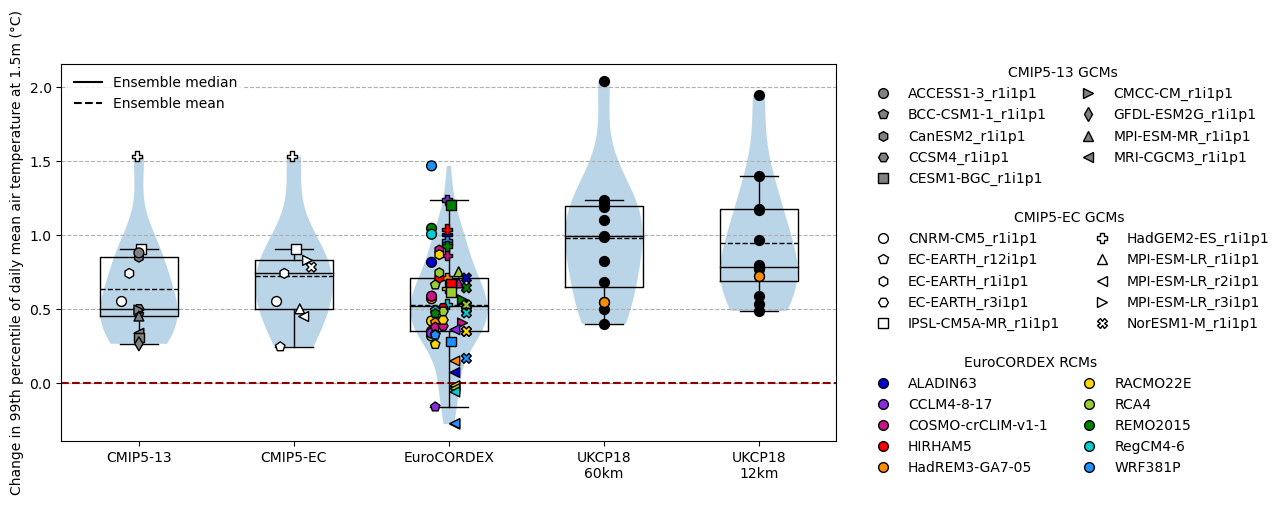 Change in 99th percentile of daily mean air temperature at 1.5m (°C)
2.0
1.5
1.0
0.5
0.0
Ensemble median
Ensemble mean
CMIP5-13
CMIP5-EC
EuroCORDEX
UKCP18
60km
UKCP18
12km
CMIP5-13 GCMs
ACCESS1-3_r1i1p1
BCC-CSM1-1_r1i1p1
CanESM2_r1i1p1
CCSM4_r1i1p1
CESM1-BGC_r1i1p1
CMCC-CM_r1i1p1
GFDL-ESM2G_r1i1p1
MPI-ESM-MR_r1i1p1
MRI-CGCM3_r1i1p1
CMIP5-EC GCMs
CNRM-CM5_r1i1p1
EC-EARTH_r12i1p1
EC-EARTH_r1i1p1
EC-EARTH_r3i1p1
IPSL-CM5A-MR_r1i1p1
HadGEM2-ES_r1i1p1
MPI-ESM-LR_r1i1p1
MPI-ESM-LR_r2i1p1
MPI-ESM-LR_r3i1p1
NorESM1-M_r1i1p1
EuroCORDEX RCMs
ALADIN63
CCLM4-8-17
COSMO-crCLIM-v1-1
HIRHAM5
HadREM3-GA7-05
RACMO22E
RCA4
REMO2015
RegCM4-6
WRF381P